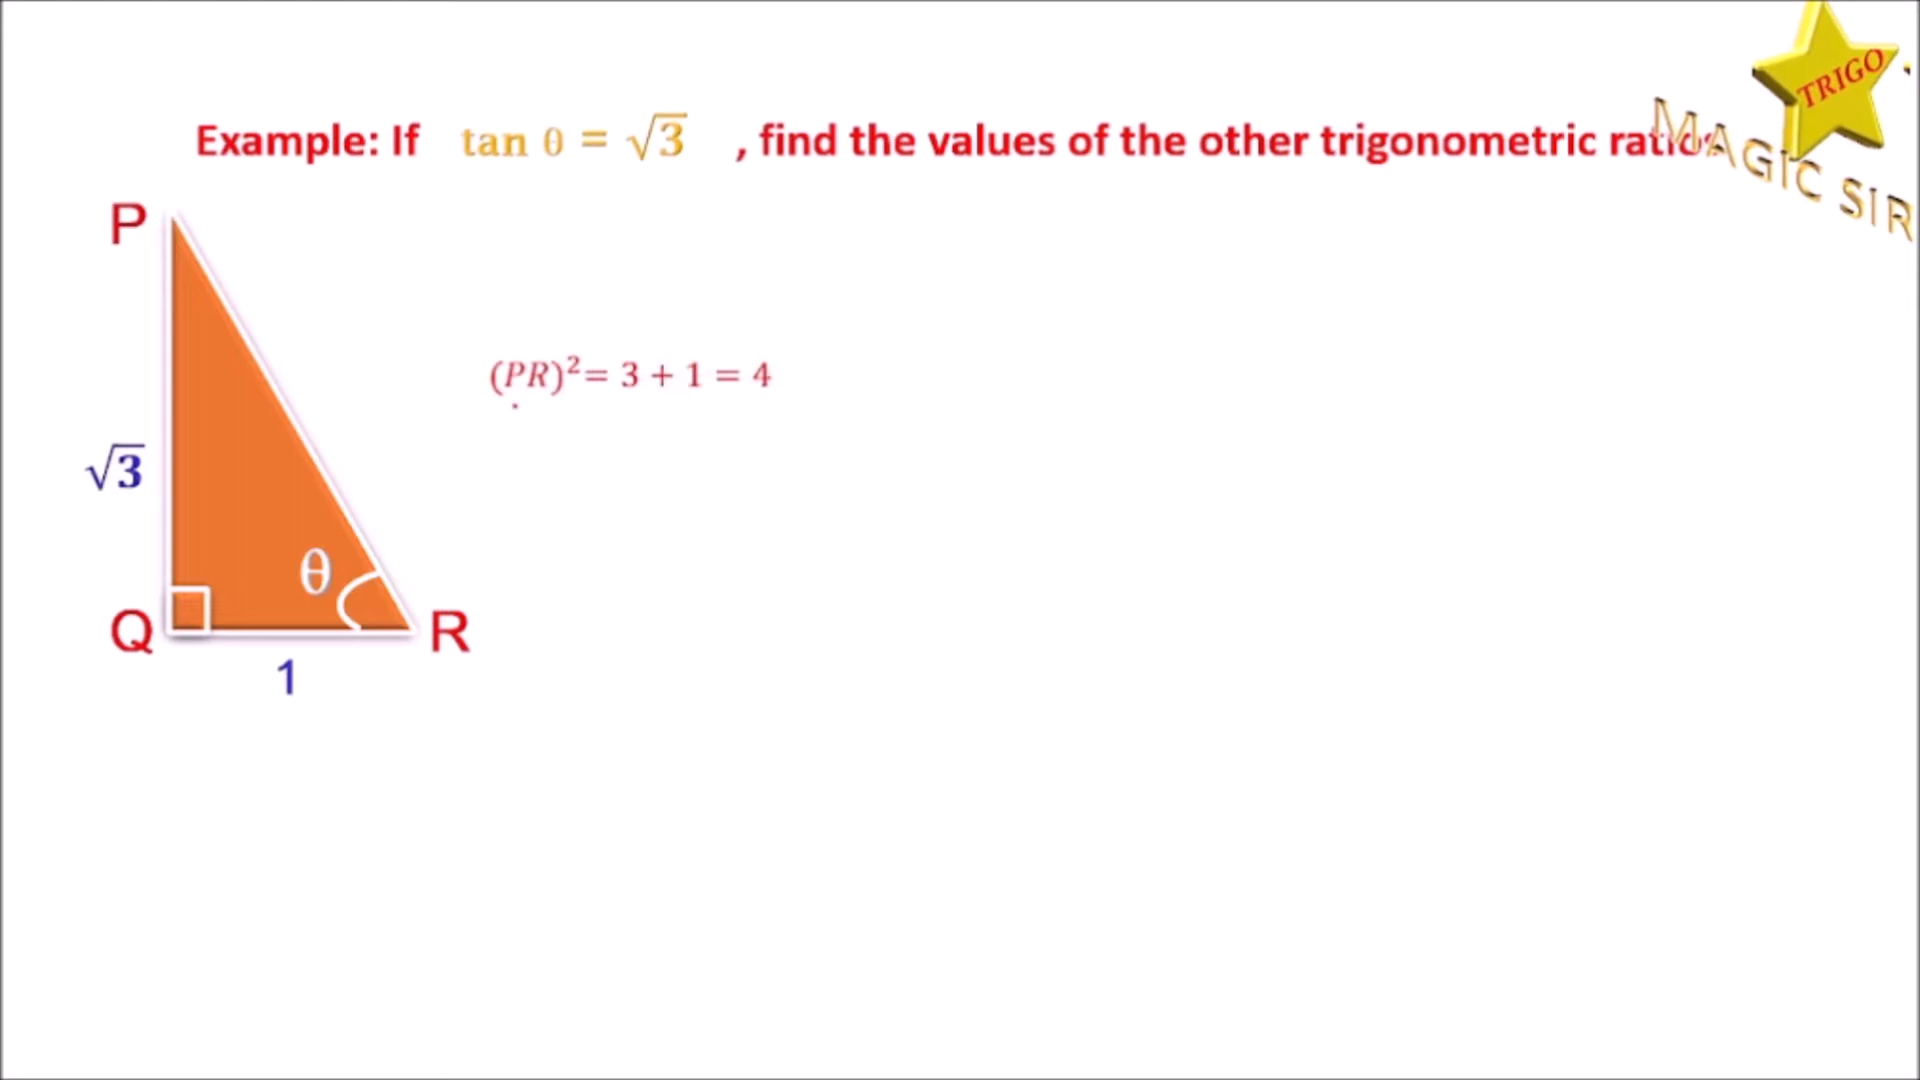 TRIGO
Example: If tan θ = √3 , find the values of the other trigonometric
MAGIC SIR
P
(PR)²= 3 + 1 = 4
√3
θ
Q
R
1